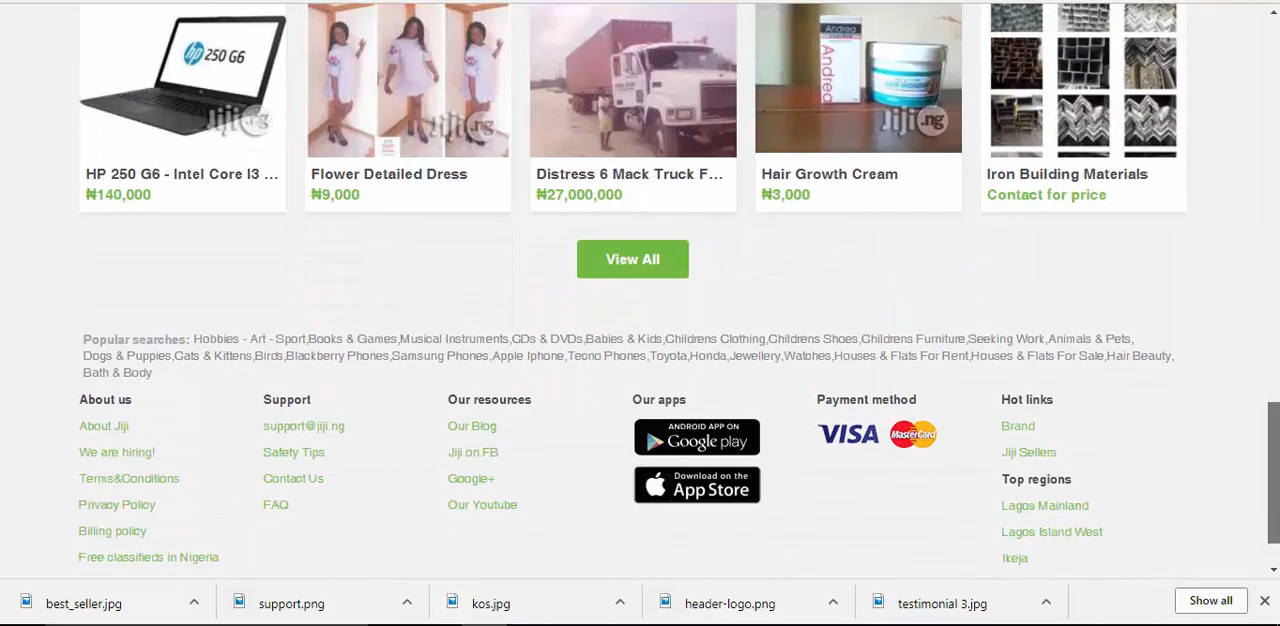 hp 250 G6
Jiji.ng
Jiji.ng
Andrea
Andrea
Jiji.ng
HP 250 G6 - Intel Core I3 ...
Flower Detailed Dress
Distress 6 Mack Truck F...
Hair Growth Cream
Iron Building Materials
₦140,000
₦9,000
₦27,000,000
₦3,000
Contact for price
View All
Popular searches: Hobbies - Art - Sport,Books & Games,Musical Instruments,CDs & DVDs,Babies & Kids,Childrens Clothing,Childrens Shoes,Childrens Furniture,Seeking Work,Animals & Pets,
Dogs & Puppies,Cats & Kittens,Birds,Blackberry Phones,Samsung Phones,Apple Iphone,Tecno Phones,Toyota,Honda,Jewellery,Watches,Houses & Flats For Rent,Houses & Flats For Sale,Hair Beauty,
Bath & Body
About us
About Jiji
We are hiring!
Terms&Conditions
Privacy Policy
Billing policy
Free classifieds in Nigeria
Support
support@jiji.ng
Safety Tips
Contact Us
FAQ
Our resources
Our Blog
Jiji on FB
Google+
Our Youtube
Our apps
ANDROID APP ON
Google play
Download on the
App Store
Payment method
VISA MasterCard
Hot links
Brand
Jiji Sellers
Top regions
Lagos Mainland
Lagos Island West
Ikeja
best_seller.jpg
support.png
kos.jpg
header-logo.png
testimonial 3.jpg
Show all